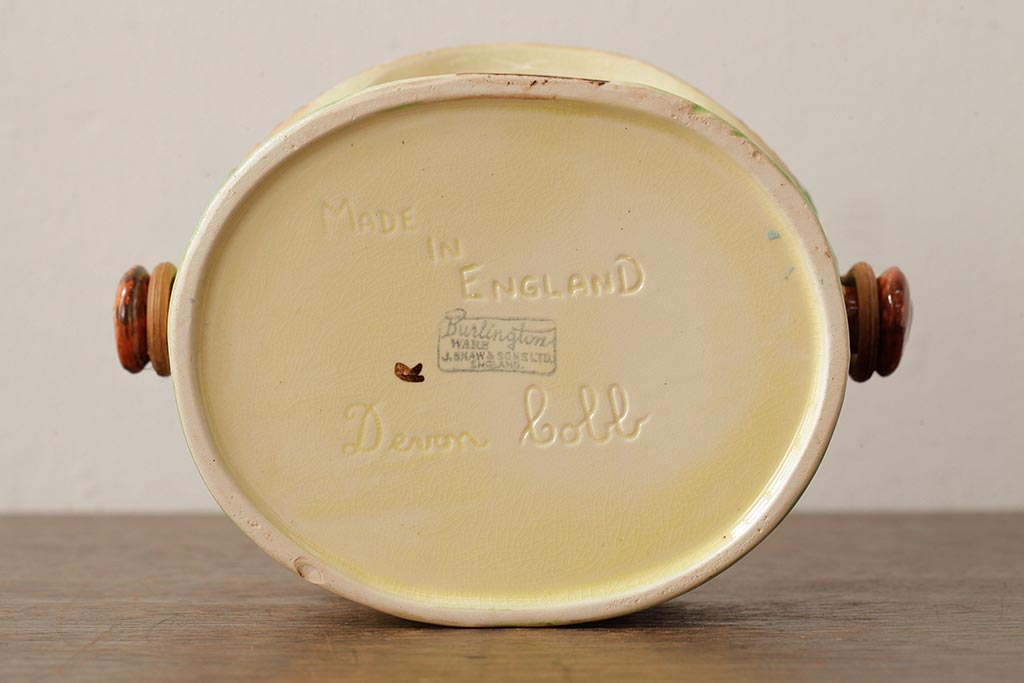 MADE
IN
ENGLAND
Burlington
WARE
J. SHAW & SONS LTD.
ENGLAND.
Devon Cobb